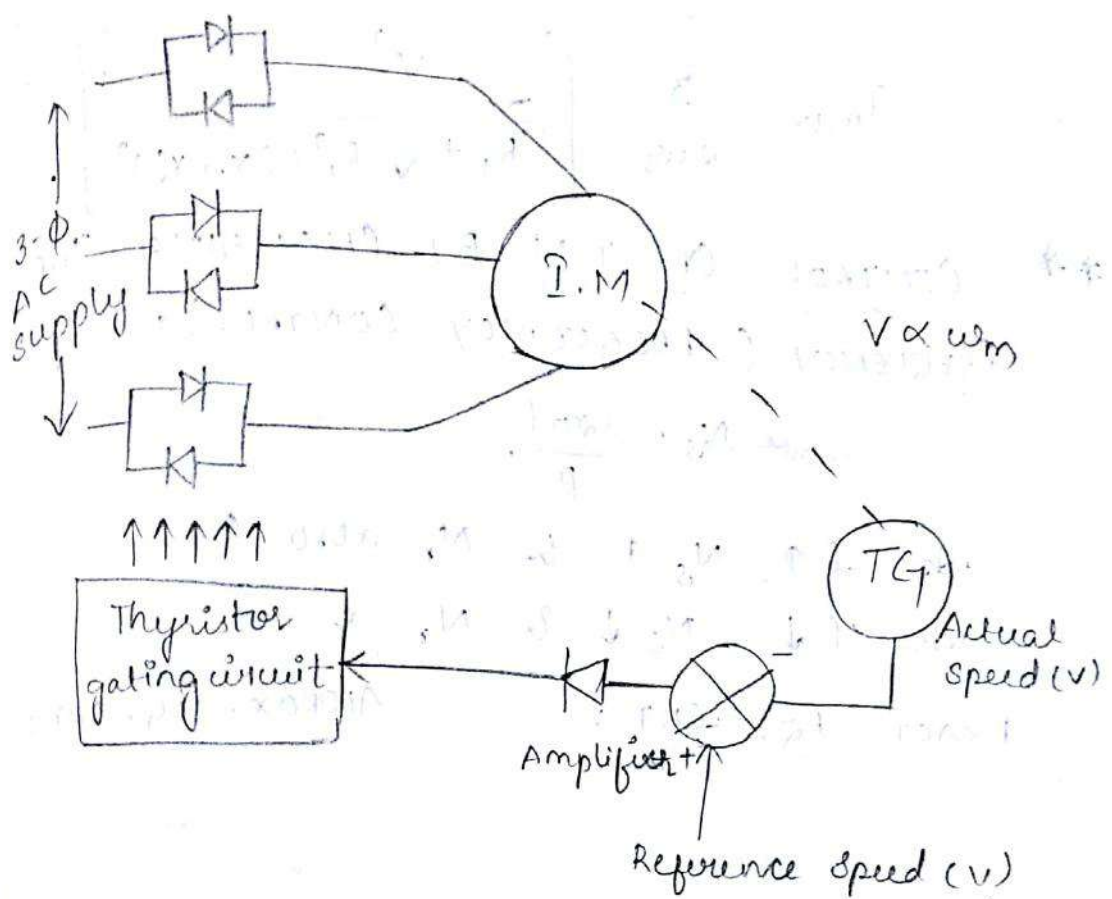 3-Φ
AC
supply
I.M
V ∝ ωm
TG
Actual
Speed (V)
Thyristor
gating circuit
Amplifier
+
-
Reference Speed (V)